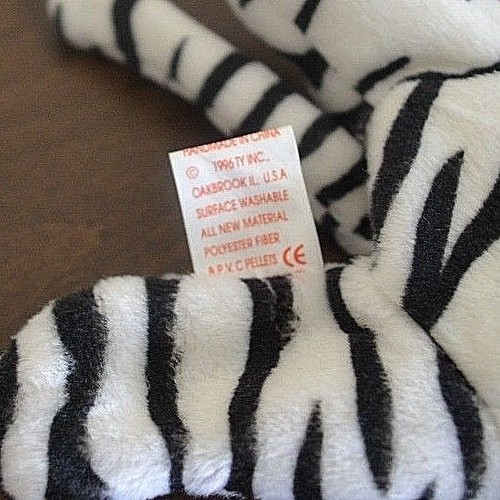 HANDMADE IN CHINA
© 1996 TY INC.,
OAKBROOK IL. U.S.A
SURFACE WASHABLE
ALL NEW MATERIAL
POLYESTER FIBER
& P.V.C PELLETS CE